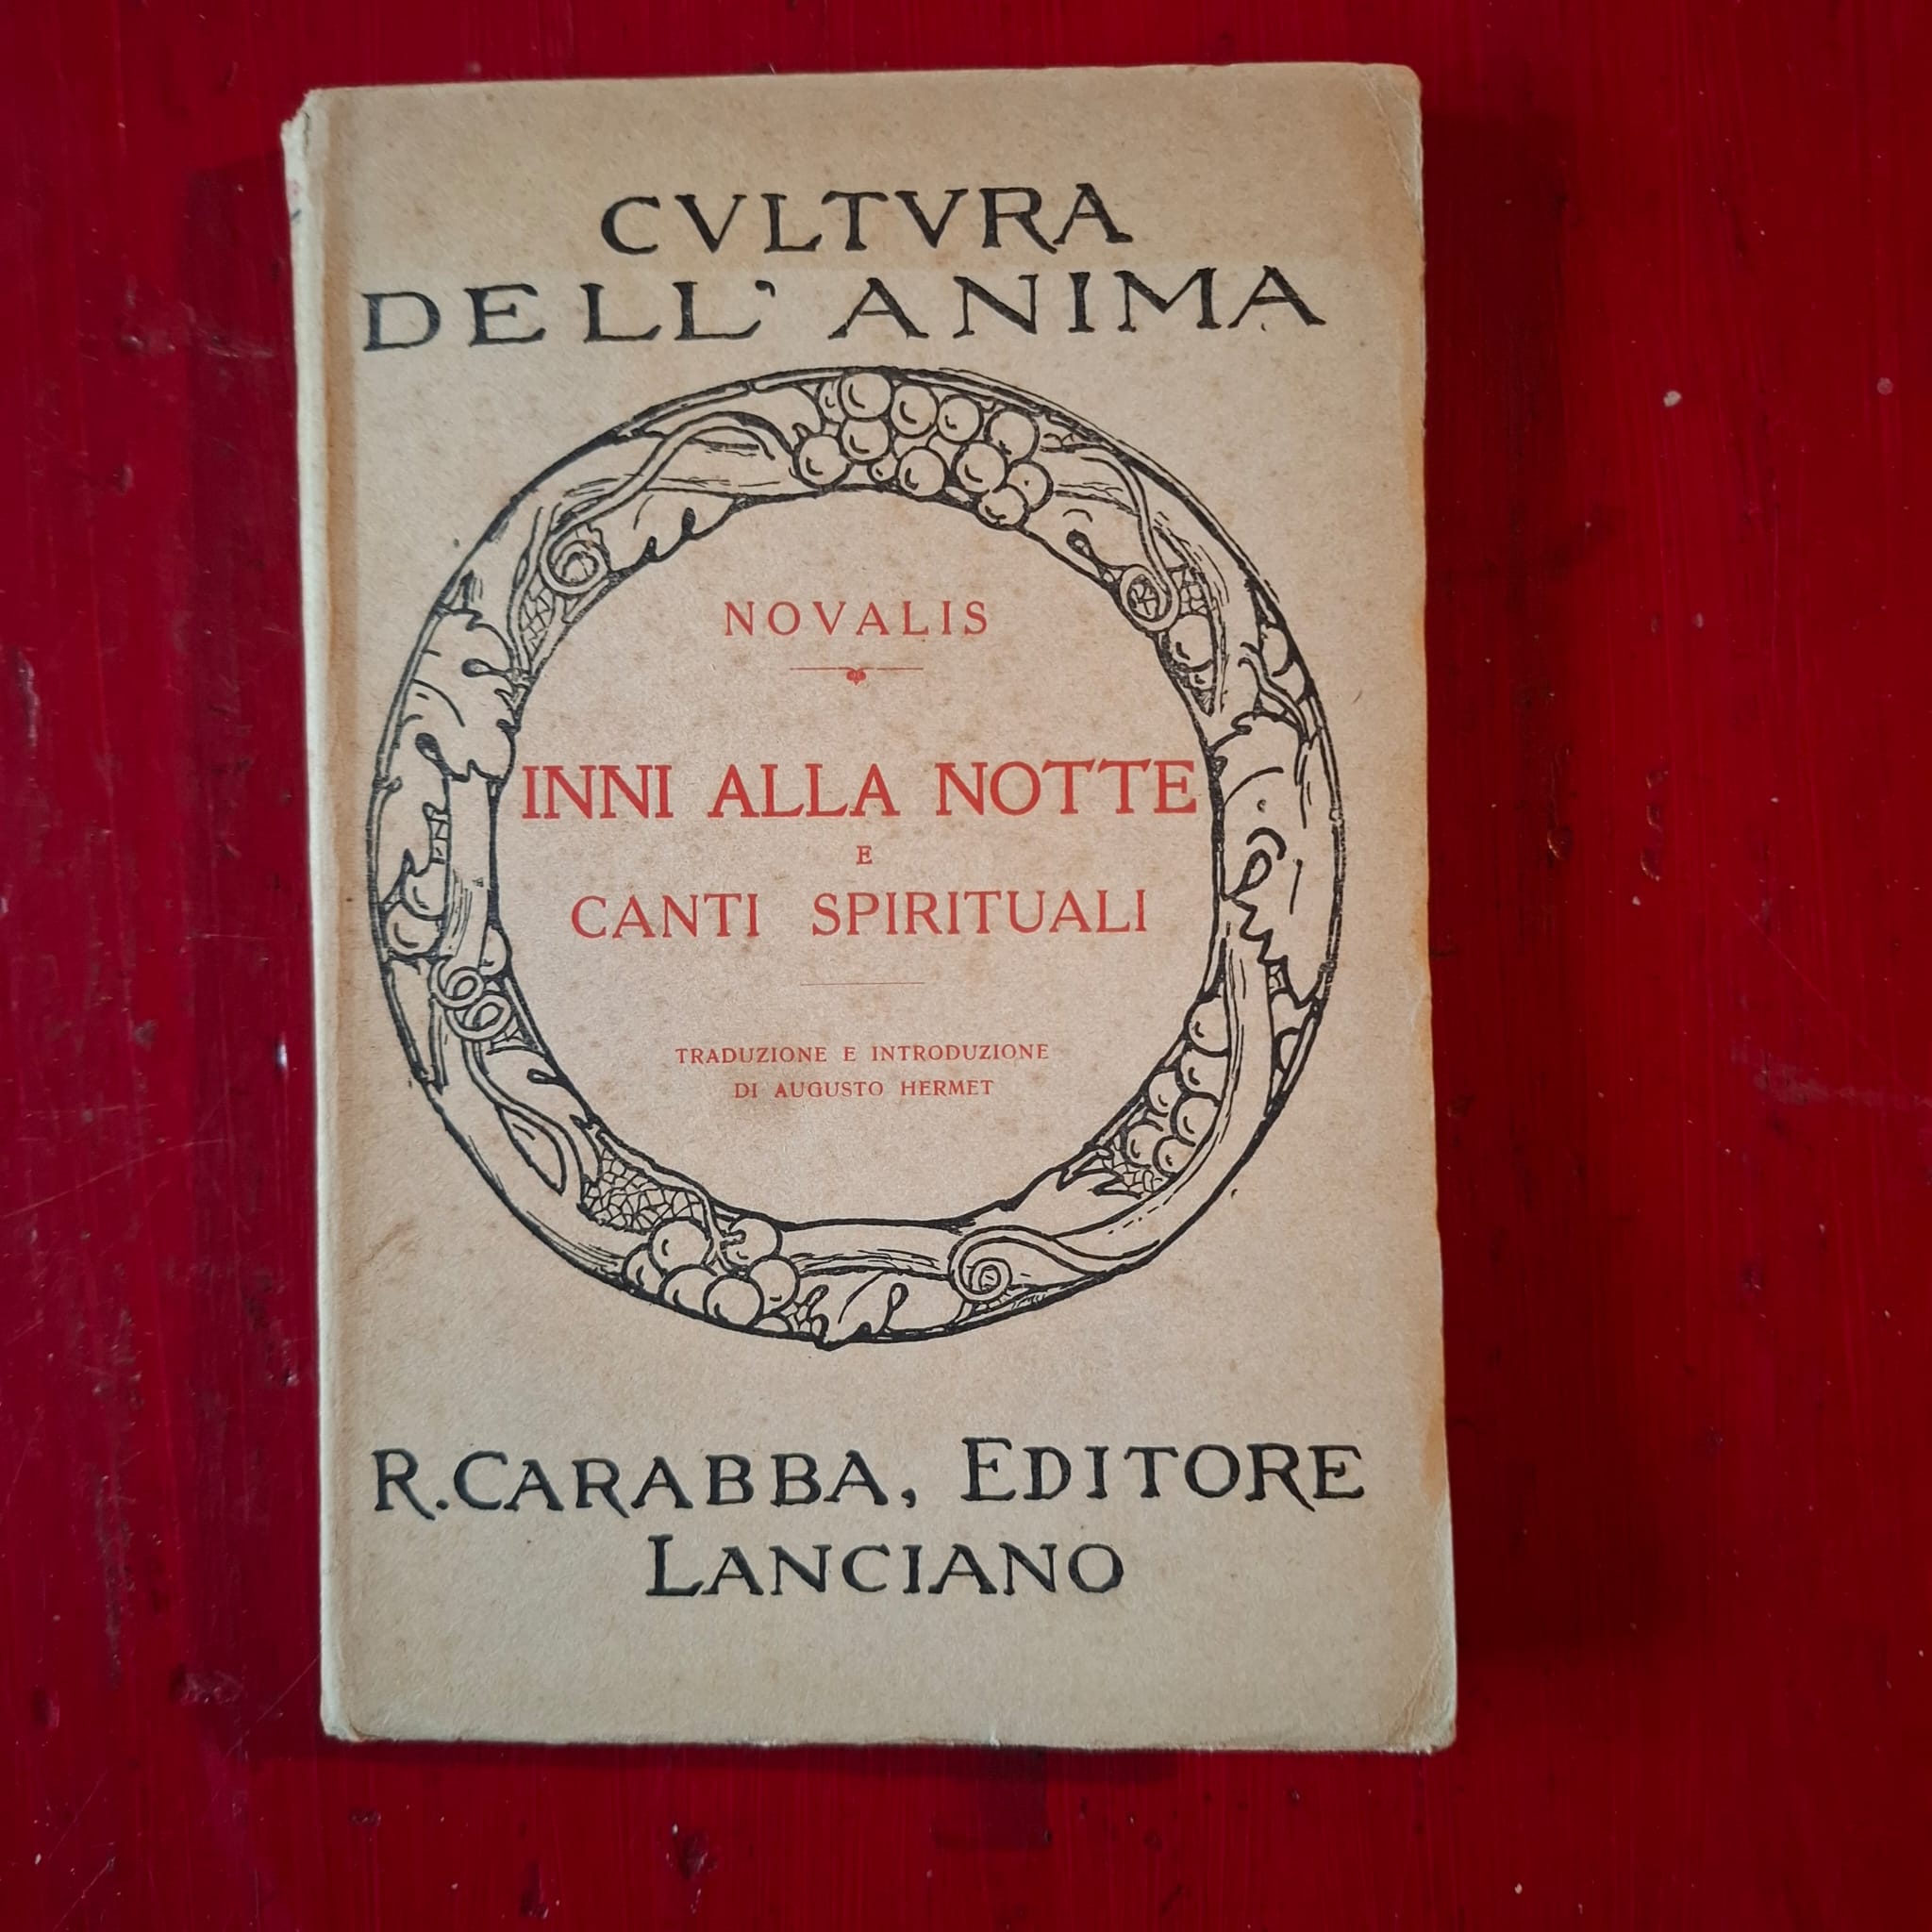 CVLTVRA
DELL' ANIMA
NOVALIS
INNI ALLA NOTTE
E
CANTI SPIRITUALI
TRADUZIONE E INTRODUZIONE
DI AUGUSTO HERMET
R. CARABBA, EDITORE
LANCIANO